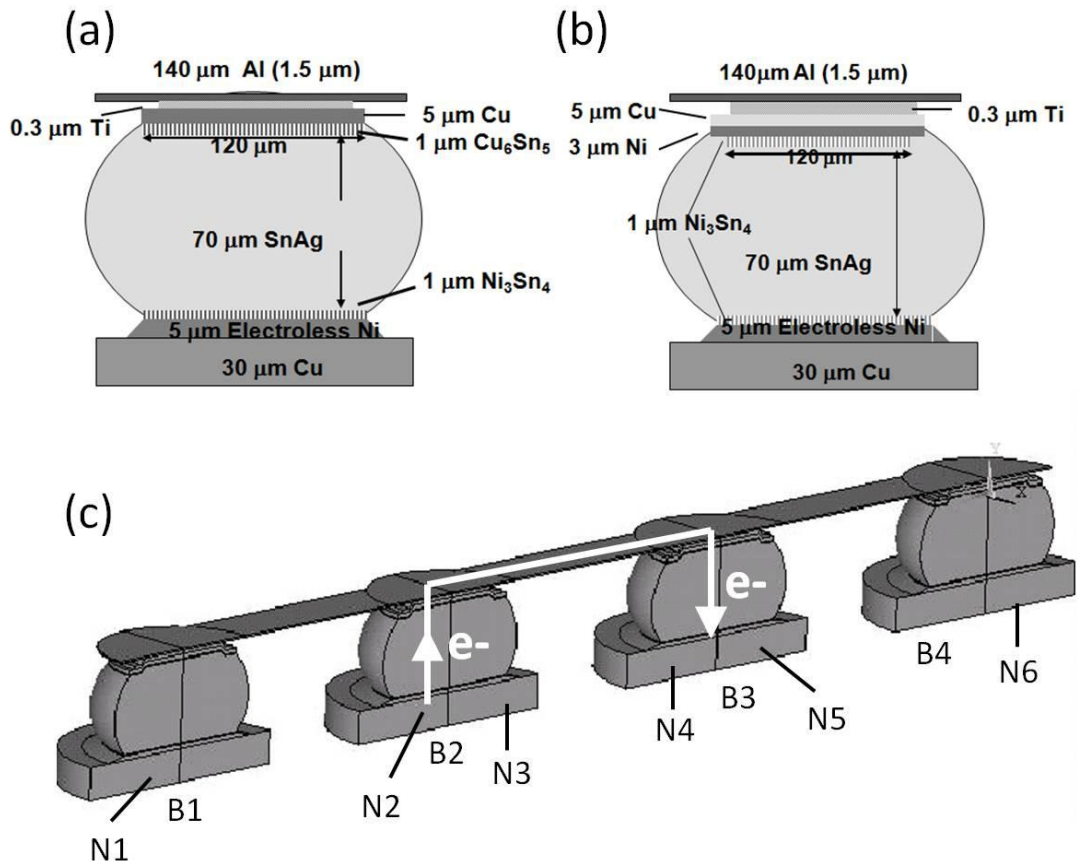 (a)
140 μm Al (1.5 μm)
0.3 μm Ti
5 μm Cu
1 μm Cu₆Sn₅
120 μm
70 μm SnAg
1 μm Ni₃Sn₄
5 μm Electroless Ni
30 μm Cu
(b)
140μm Al (1.5 μm)
5 μm Cu
0.3 μm Ti
3 μm Ni
120 μm
1 μm Ni₃Sn₄
70 μm SnAg
5 μm Electroless Ni
30 μm Cu
(c)
Y
X
e-
e-
N1
B1
N2
B2
N3
N4
B3
N5
B4
N6